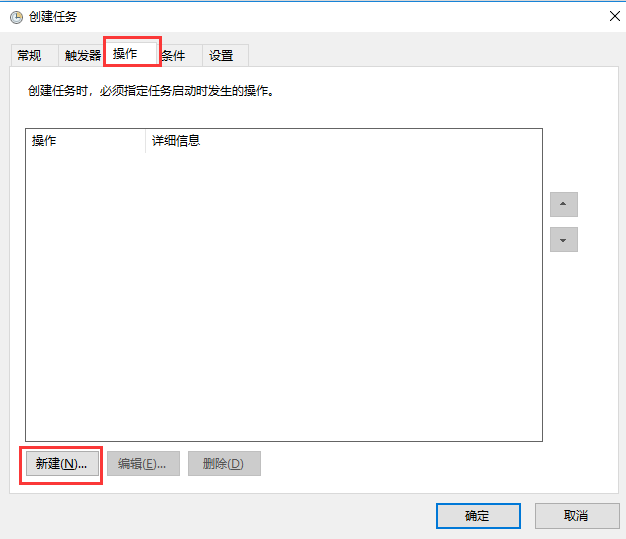 创建任务
常规 触发器 操作 条件 设置
创建任务时，必须指定任务启动时发生的操作。
操作 详细信息
新建(N)... 编辑(E)... 删除(D)
确定 取消